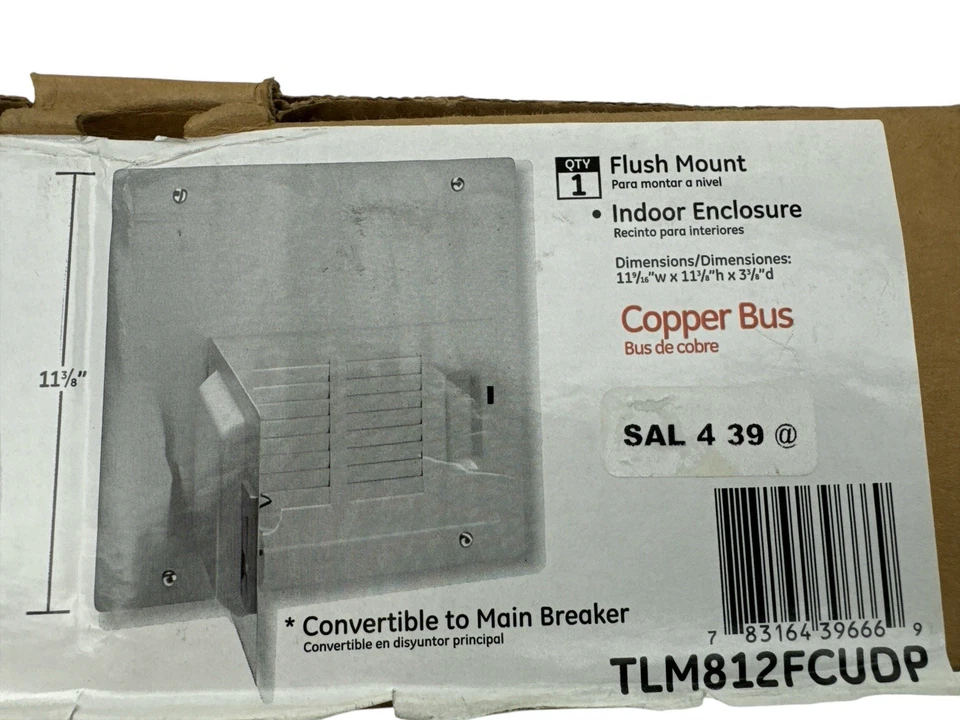 QTY
1
Flush Mount
Para montar a nivel
• Indoor Enclosure
Recinto para interiores
Dimensions/Dimensiones:
11⁹/₁₆"w x 11³/₈"h x 3³/₈"d
Copper Bus
Bus de cobre
11³/₈"
SAL 4 39 @
* Convertible to Main Breaker
Convertible en disyuntor principal
7 83164 39666 9
TLM812FCUDP